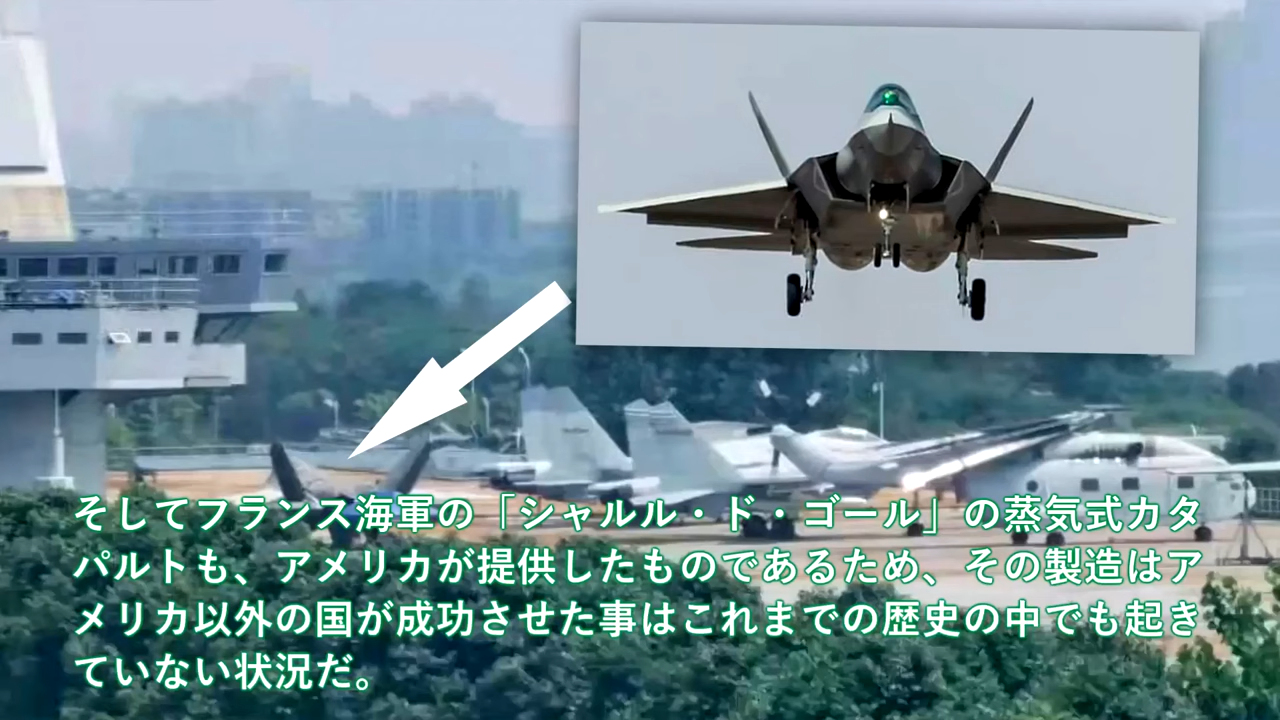 そしてフランス海軍の「シャルル・ド・ゴール」の蒸気式カタ
パルトも、アメリカが提供したものであるため、その製造はア
メリカ以外の国が成功させた事はこれまでの歴史の中でも起き
ていない状況だ。